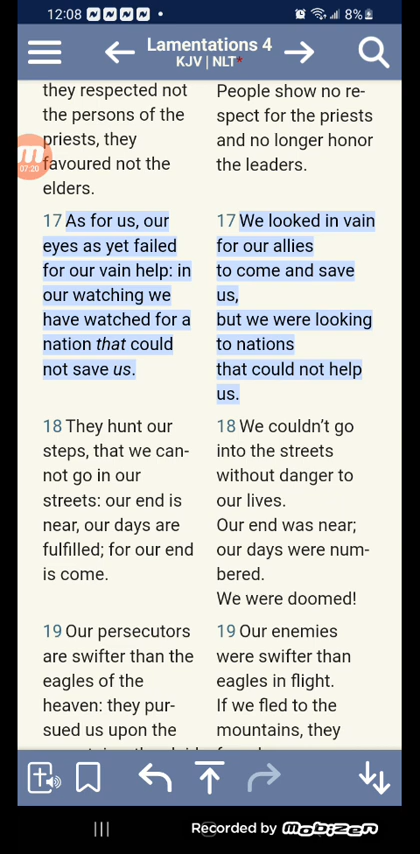 12:08
8%
Lamentations 4
KJV | NLT*
they respected not
the persons of the
priests, they
favoured not the
elders.
17 As for us, our
eyes as yet failed
for our vain help: in
our watching we
have watched for a
nation that could
not save us.
18 They hunt our
steps, that we can-
not go in our
streets: our end is
near, our days are
fulfilled; for our end
is come.
19 Our persecutors
are swifter than the
eagles of the
heaven: they pur-
sued us upon the
People show no re-
spect for the priests
and no longer honor
the leaders.
17 We looked in vain
for our allies
to come and save
us,
but we were looking
to nations
that could not help
us.
18 We couldn't go
into the streets
without danger to
our lives.
Our end was near;
our days were num-
bered.
We were doomed!
19 Our enemies
were swifter than
eagles in flight.
If we fled to the
mountains, they
07:20
Recorded by Mobizen